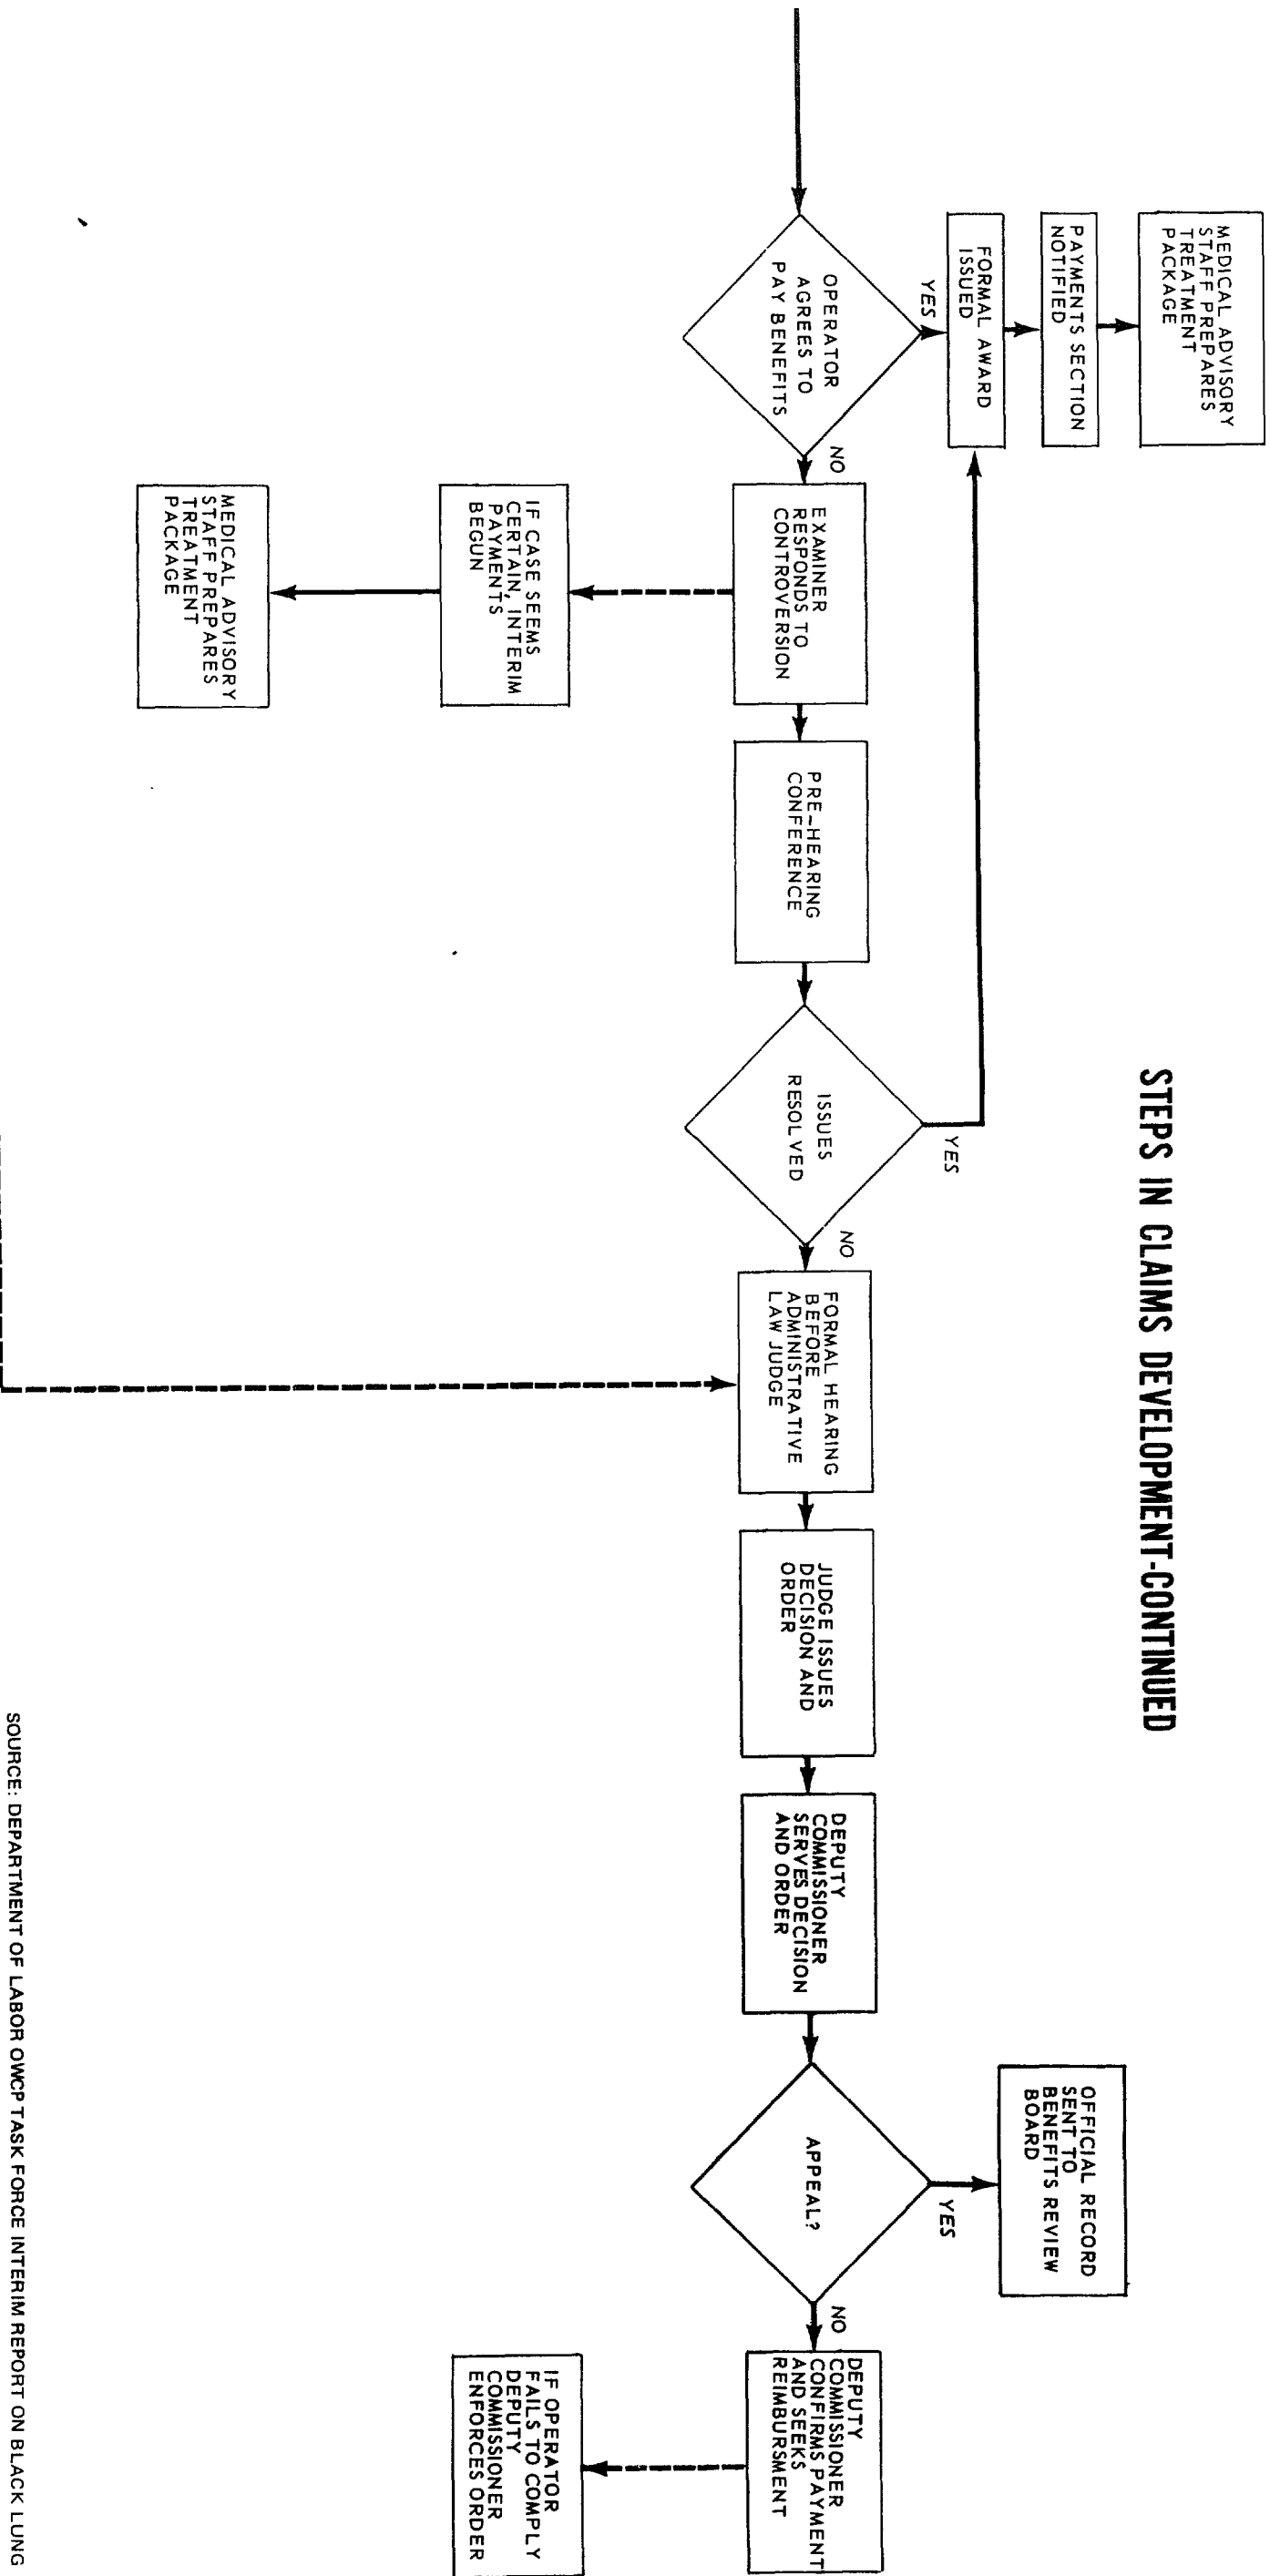 STEPS IN CLAIMS DEVELOPMENT-CONTINUED
MEDICAL ADVISORY
STAFF PREPARES
TREATMENT
PACKAGE
PAYMENTS SECTION
NOTIFIED
FORMAL AWARD
ISSUED
YES
OPERATOR
AGREES TO
PAY BENEFITS
NO
EXAMINER
RESPONDS TO
CONTROVERSION
IF CASE SEEMS
CERTAIN, INTERIM
PAYMENTS
BEGUN
MEDICAL ADVISORY
STAFF PREPARES
TREATMENT
PACKAGE
PRE-HEARING
CONFERENCE
ISSUES
RESOLVED
YES
NO
FORMAL HEARING
BEFORE
ADMINISTRATIVE
LAW JUDGE
JUDGE ISSUES
DECISION AND
ORDER
DEPUTY
COMMISSIONER
SERVES DECISION
AND ORDER
APPEAL?
YES
OFFICIAL RECORD
SENT TO
BENEFITS REVIEW
BOARD
NO
DEPUTY
COMMISSIONER
CONFIRMS PAYMENT
AND SEEKS
REIMBURSMENT
IF OPERATOR
FAILS TO COMPLY
DEPUTY
COMMISSIONER
ENFORCES ORDER
SOURCE: DEPARTMENT OF LABOR OWCP TASK FORCE INTERIM REPORT ON BLACK LUNG